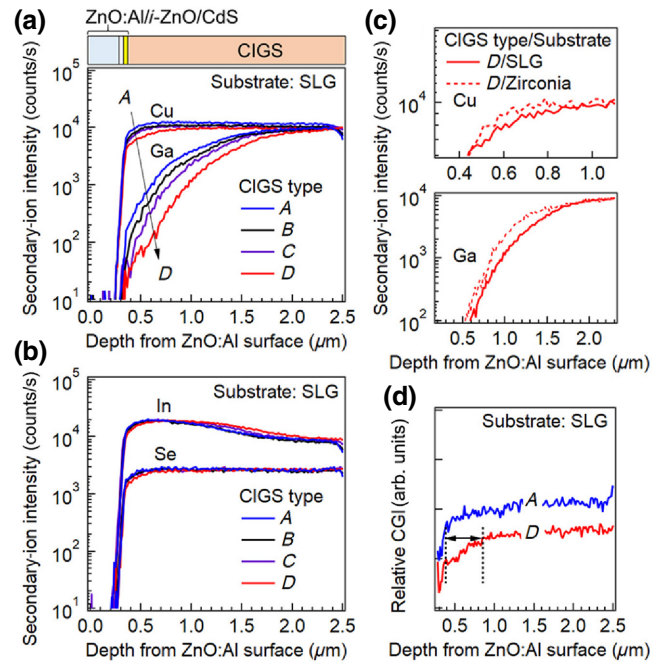 (a)
ZnO:Al/i-ZnO/CdS
CIGS
Substrate: SLG
A
Cu
Ga
D
CIGS type
A
B
C
D
Secondary-ion intensity (counts/s)
10^5
10^4
10^3
10^2
10^1
0.0 0.5 1.0 1.5 2.0 2.5
Depth from ZnO:Al surface (μm)
(b)
Substrate: SLG
In
Se
CIGS type
A
B
C
D
Secondary-ion intensity (counts/s)
10^5
10^4
10^3
10^2
10^1
0.0 0.5 1.0 1.5 2.0 2.5
Depth from ZnO:Al surface (μm)
(c)
CIGS type/Substrate
D/SLG
D/Zirconia
Cu
10^4
0.4 0.6 0.8 1.0
Secondary-ion intensity (counts/s)
10^4
10^3
10^2
Ga
0.5 1.0 1.5 2.0
Depth from ZnO:Al surface (μm)
(d)
Substrate: SLG
A
D
Relative CGI (arb. units)
0.5 1.0 1.5 2.0 2.5
Depth from ZnO:Al surface (μm)